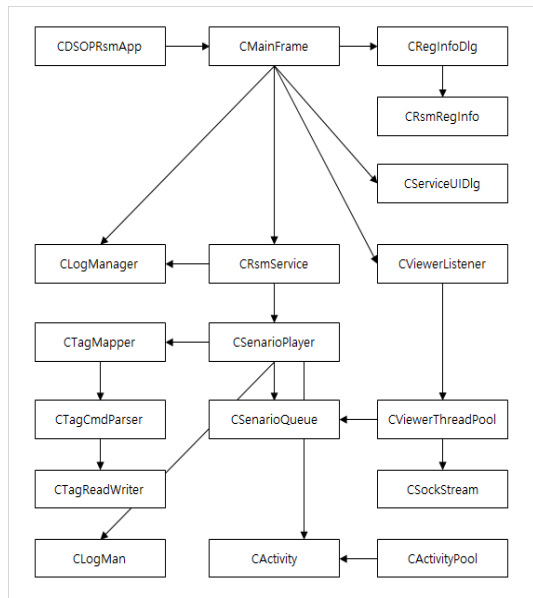 CDSOPRsmApp
CMainFrame
CRegInfoDlg
CRsmRegInfo
CServiceUIDlg
CLogManager
CRsmService
CViewerListener
CTagMapper
CSenarioPlayer
CTagCmdParser
CSenarioQueue
CViewerThreadPool
CTagReadWriter
CSockStream
CLogMan
CActivity
CActivityPool